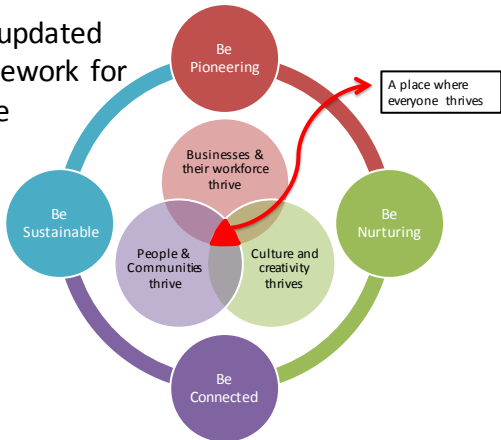 updated
ework for
e
Be
Pioneering
A place where
everyone thrives
Businesses &
their workforce
thrive
Be
Sustainable
Be
Nurturing
People &
Communities
thrive
Culture and
creativity
thrives
Be
Connected